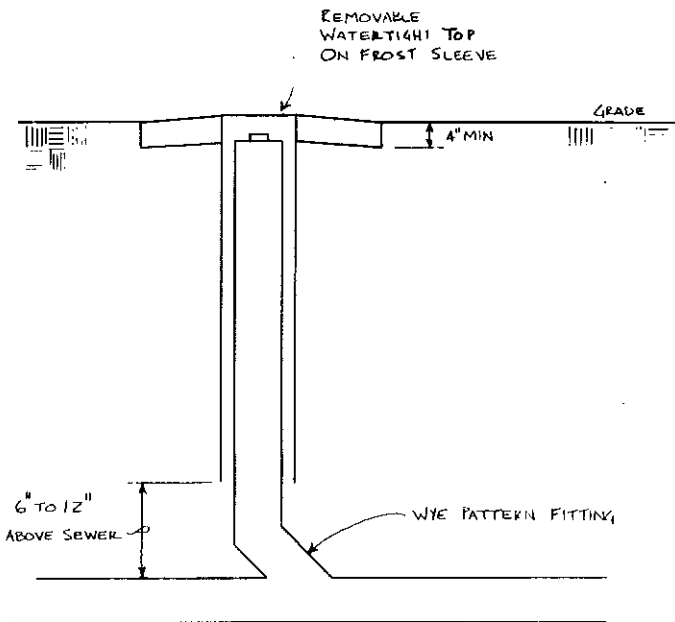 REMOVABLE
WATERTIGHT TOP
ON FROST SLEEVE
GRADE
4" MIN
6" TO 12"
ABOVE SEWER
WYE PATTERN FITTING